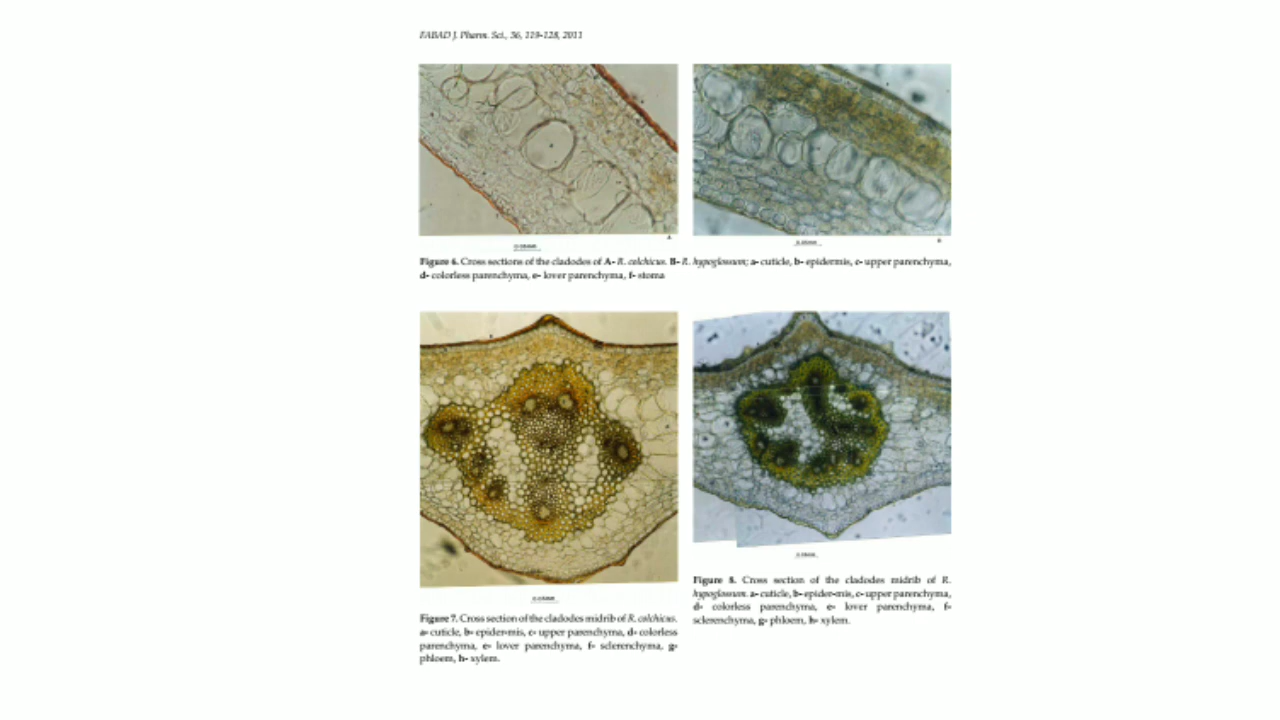 FABAD J. Pharm. Sci., 36, 119-128, 2011
A
B
Figure 6. Cross sections of the cladodes of A- R. colchicus. B- R. hypoglossum; a- cuticle, b- epidermis, c- upper parenchyma,
d- colorless parenchyma, e- lover parenchyma, f- stoma
Figure 7. Cross section of the cladodes midrib of R. colchicus.
a- cuticle, b- epider-mis, c- upper parenchyma, d- colorless
parenchyma, e- lover parenchyma, f- sclerenchyma, g-
phloem, h- xylem.
Figure 8. Cross section of the cladodes midrib of R.
hypoglossum. a- cuticle, b- epider-mis, c- upper parenchyma,
d- colorless parenchyma, e- lover parenchyma, f-
sclerenchyma, g- phloem, h- xylem.